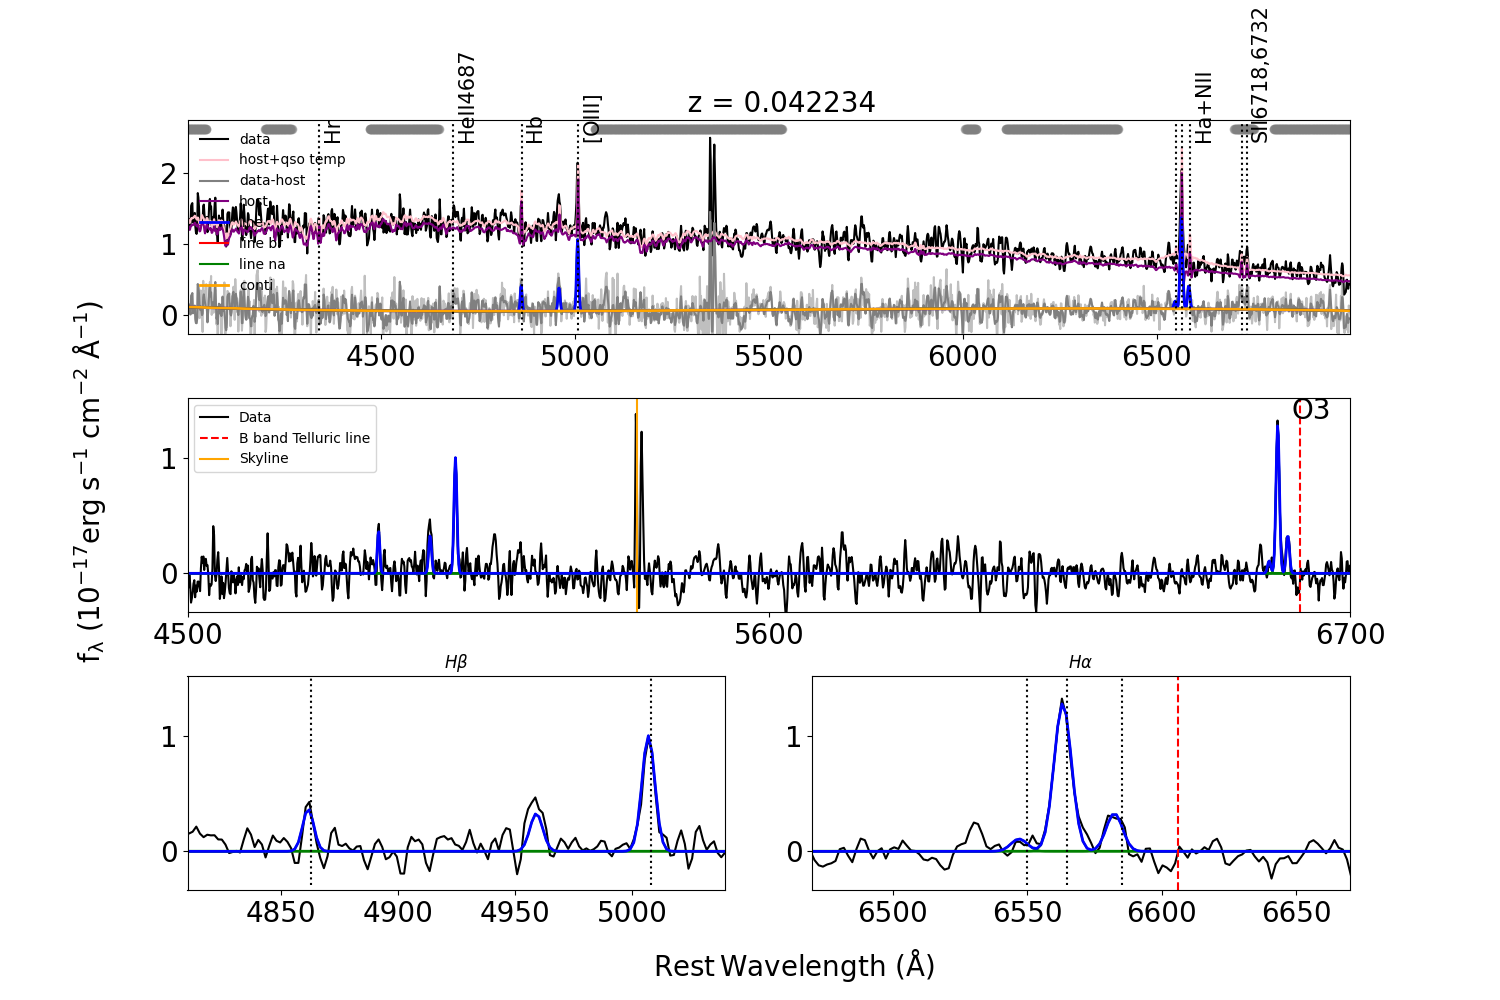 z = 0.042234
Hr
HeII4687
Hb
[OIII]
Ha+NII
SII6718,6732
data
host+qso temp
data-host
host
line br
line na
conti
2
1
0
4500 5000 5500 6000 6500
fλ (10−17erg s−1 cm−2 Å−1)
Data
B band Telluric line
Skyline
O3
1
0
4500 5600 6700
Hβ
1
0
4850 4900 4950 5000
Hα
1
0
6500 6550 6600 6650
Rest Wavelength (Å)